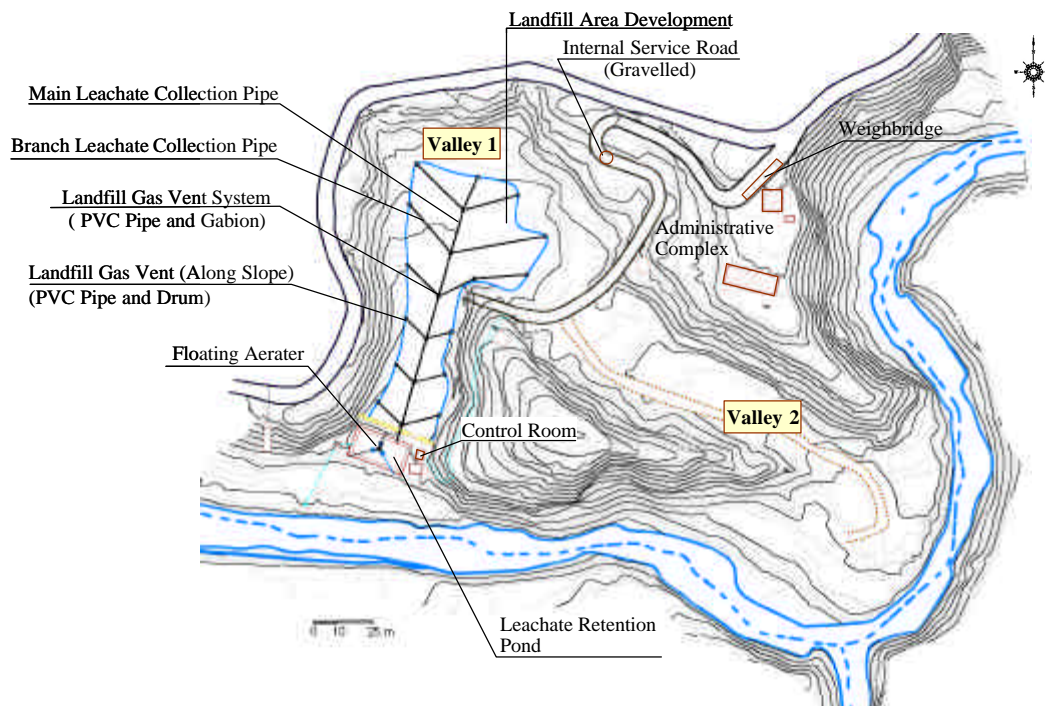 Landfill Area Development
Internal Service Road
(Gravelled)
Main Leachate Collection Pipe
Weighbridge
Valley 1
Branch Leachate Collection Pipe
Landfill Gas Vent System
( PVC Pipe and Gabion)
Administrative
Complex
Landfill Gas Vent (Along Slope)
(PVC Pipe and Drum)
Floating Aerater
Valley 2
Control Room
Leachate Retention
Pond
0 10 25 m